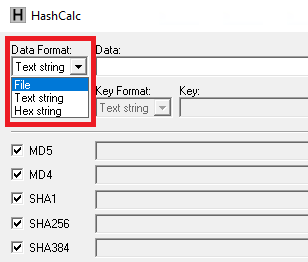 H HashCalc
Data Format: Data:
Text string
File
Text string
Hex string
Key Format: Key:
Text string
MD5
MD4
SHA1
SHA256
SHA384